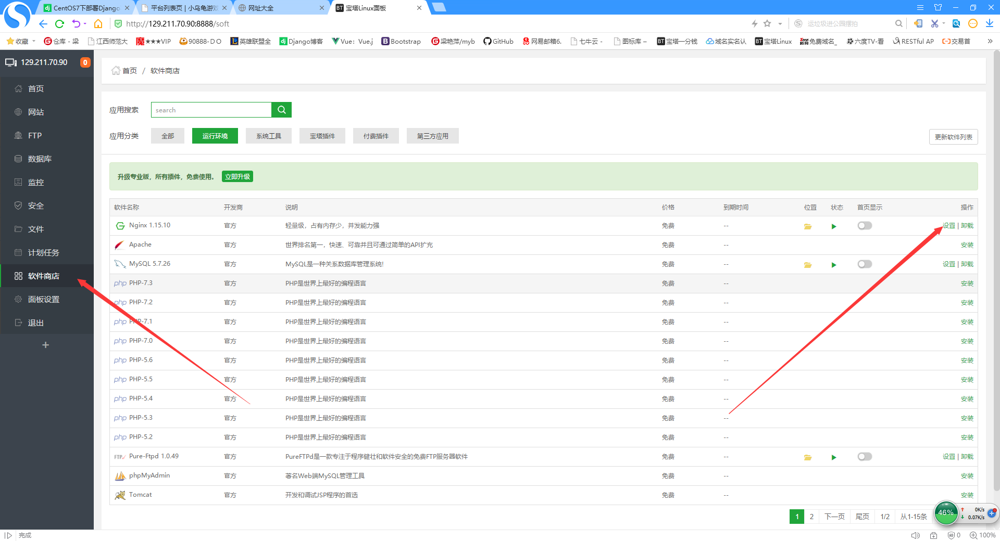 CentOS7下部署Django
平台列表页 | 小乌龟游戏
网址大全
BT 宝塔Linux面板
http://129.211.70.90:8888/soft
运垃圾进公园摆拍
收藏 仓库 - 梁 江西师范大 魔 ★★★VIP 90888-D O 英雄联盟全 dj Django博客 Vue: Vue.j B Bootstrap 梁艳萍/myb GitHub 网易邮箱6. 七牛云 - 图标库 – BT 宝塔一分钱 域名实名认 BT 宝塔Linux 免费域名_ 六度TV-看 RESTful AP 交易首 »
129.211.70.90 0
首页
网站
FTP
数据库
监控
安全
文件
计划任务
软件商店
面板设置
退出
+
首页 / 软件商店
应用搜索 search
应用分类 全部 运行环境 系统工具 宝塔插件 付费插件 第三方应用 更新软件列表
升级专业版，所有插件，免费使用。 立即升级
软件名称 开发商 说明 价格 到期时间 位置 状态 首页显示 操作
Nginx 1.15.10 官方 轻量级，占有内存少，并发能力强 免费 -- 设置 | 卸载
Apache 官方 世界排名第一，快速、可靠并且可通过简单的API扩充 免费 -- 安装
MySQL 5.7.26 官方 MySQL是一种关系数据库管理系统! 免费 -- 设置 | 卸载
php PHP-7.3 官方 PHP是世界上最好的编程语言 免费 -- 安装
php PHP-7.2 官方 PHP是世界上最好的编程语言 免费 -- 安装
php PHP-7.1 官方 PHP是世界上最好的编程语言 免费 -- 安装
php PHP-7.0 官方 PHP是世界上最好的编程语言 免费 -- 安装
php PHP-5.6 官方 PHP是世界上最好的编程语言 免费 -- 安装
php PHP-5.5 官方 PHP是世界上最好的编程语言 免费 -- 安装
php PHP-5.4 官方 PHP是世界上最好的编程语言 免费 -- 安装
php PHP-5.3 官方 PHP是世界上最好的编程语言 免费 -- 安装
php PHP-5.2 官方 PHP是世界上最好的编程语言 免费 -- 安装
FTP Pure-Ftpd 1.0.49 官方 PureFTPd是一款专注于程序健壮和软件安全的免费FTP服务器软件 免费 -- 设置 | 卸载
phpMyAdmin 官方 著名Web端MySQL管理工具 免费 -- 安装
Tomcat 官方 开发和调试JSP程序的首选 免费 -- 安装
1 2 下一页 尾页 1/2 从1-15条
46% 0K/s
0.07K/s
完成 0 100%